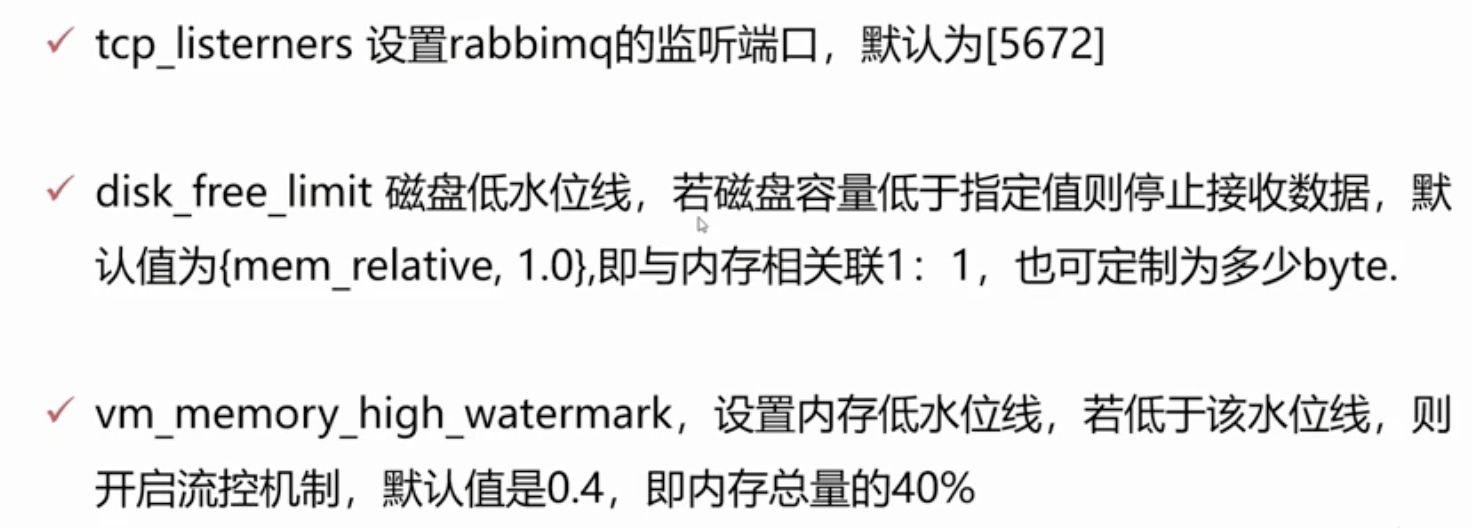 ✓ tcp_listerners 设置rabbimq的监听端口，默认为[5672]
✓ disk_free_limit 磁盘低水位线，若磁盘容量低于指定值则停止接收数据，默
认值为{mem_relative, 1.0},即与内存相关联1：1，也可定制为多少byte.
✓ vm_memory_high_watermark，设置内存低水位线，若低于该水位线，则
开启流控机制，默认值是0.4，即内存总量的40%